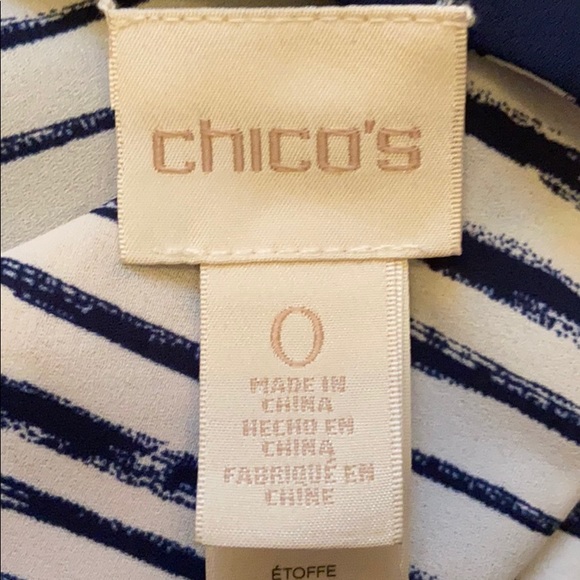 chico's
0
MADE IN
CHINA
HECHO EN
CHINA
FABRIQUÉ EN
CHINE
ÉTOFFE